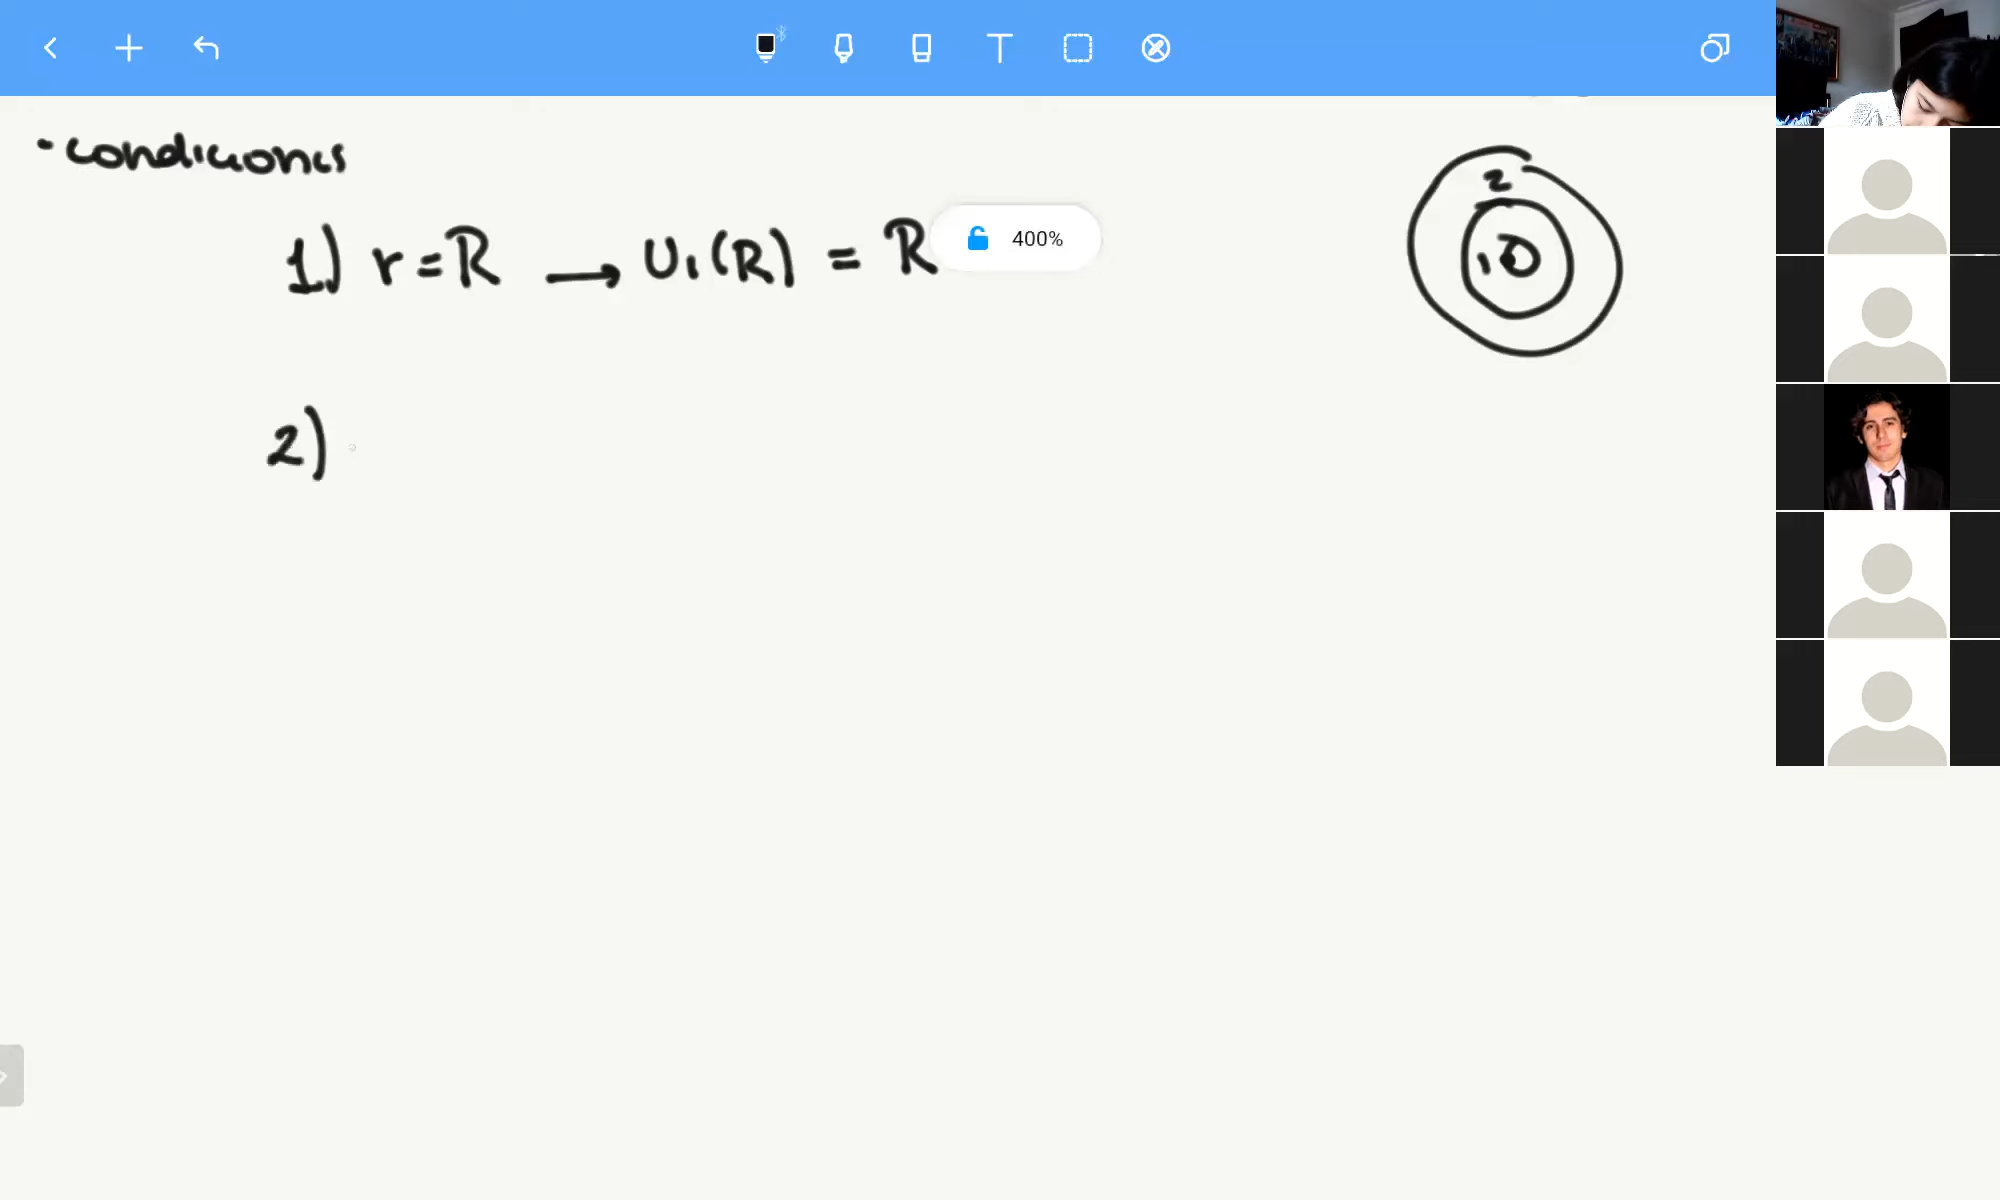 · condiciones
1) r = R → U₁(R) = R
400%
2
1
2)